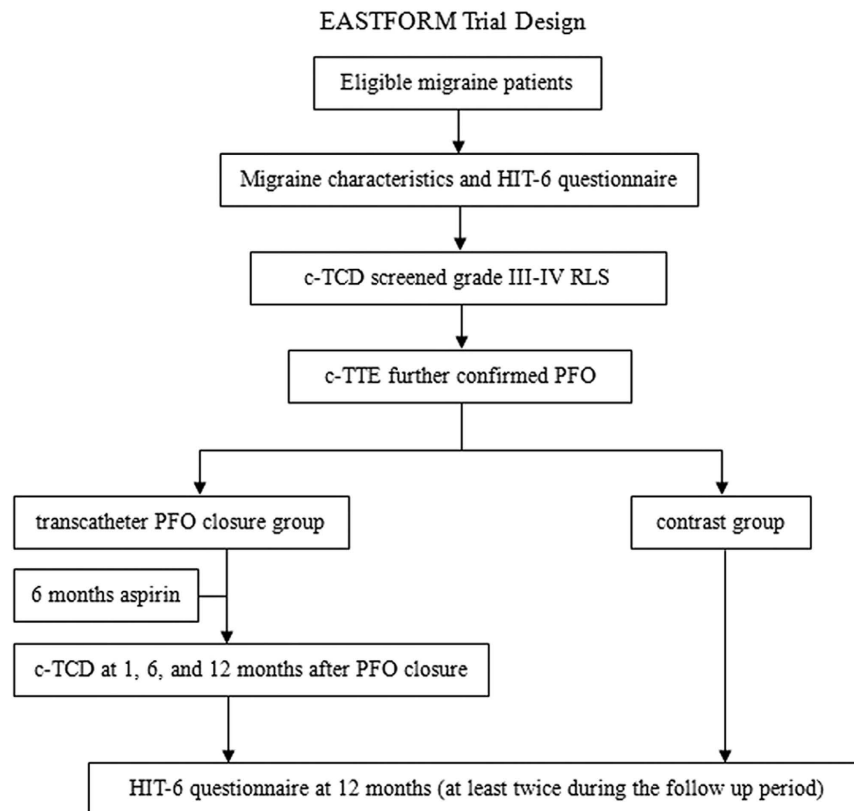 EASTFORM Trial Design
Eligible migraine patients
Migraine characteristics and HIT-6 questionnaire
c-TCD screened grade III-IV RLS
c-TTE further confirmed PFO
transcatheter PFO closure group
contrast group
6 months aspirin
c-TCD at 1, 6, and 12 months after PFO closure
HIT-6 questionnaire at 12 months (at least twice during the follow up period)